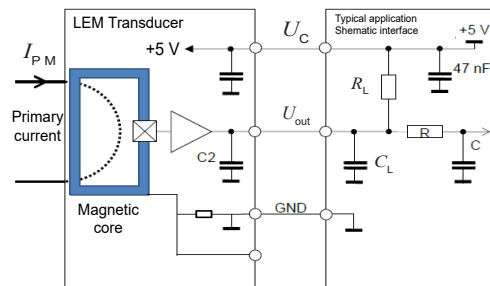 LEM Transducer
Typical application
Shematic interface
I P M
+5 V
U C
+5 V
47 nF
R L
Primary
current
U out
R
C
C2
C L
Magnetic
core
GND